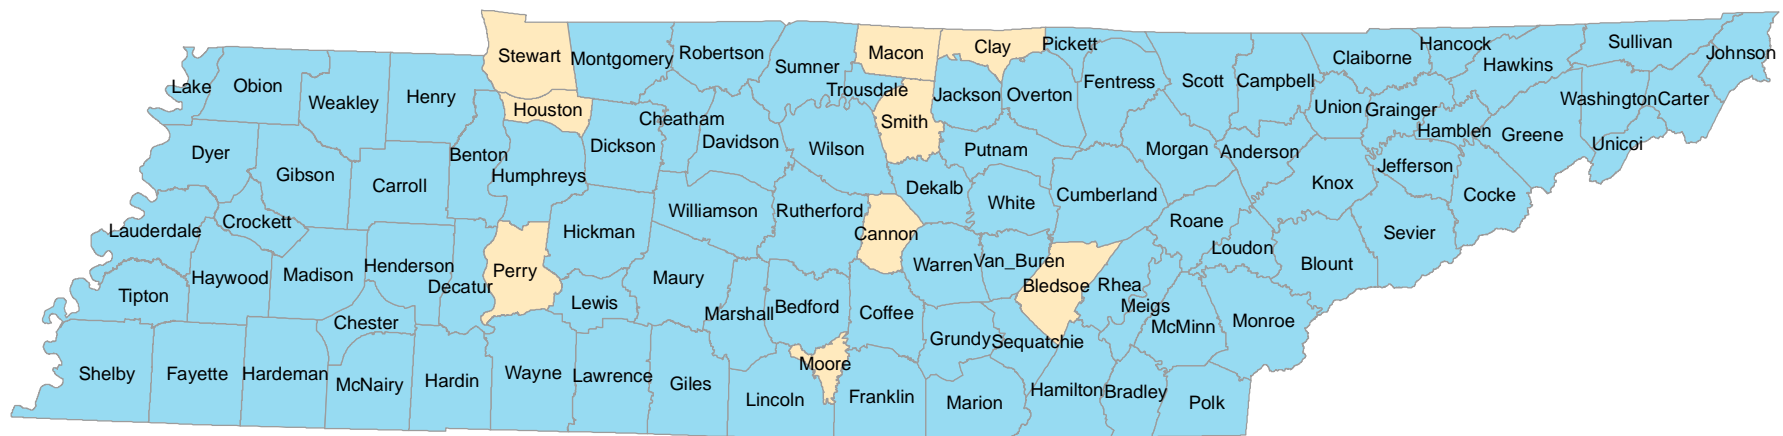 Stewart
Macon
Clay
Pickett
Hancock
Sullivan
Johnson
Montgomery
Robertson
Sumner
Claiborne
Hawkins
Lake
Obion
Weakley
Henry
Houston
Trousdale
Jackson
Overton
Fentress
Scott
Campbell
Union
Grainger
Washington
Carter
Cheatham
Smith
Hamblen
Greene
Unicoi
Dyer
Gibson
Carroll
Benton
Humphreys
Dickson
Davidson
Wilson
Putnam
Morgan
Anderson
Jefferson
Knox
Cocke
Dekalb
White
Cumberland
Lauderdale
Crockett
Williamson
Rutherford
Cannon
Roane
Loudon
Sevier
Hickman
Haywood
Madison
Henderson
Decatur
Perry
Maury
Warren
Van_Buren
Bledsoe
Rhea
Blount
Tipton
Lewis
Marshall
Bedford
Coffee
Meigs
McMinn
Monroe
Chester
Grundy
Sequatchie
Shelby
Fayette
Hardeman
McNairy
Hardin
Wayne
Lawrence
Giles
Moore
Lincoln
Franklin
Marion
Hamilton
Bradley
Polk